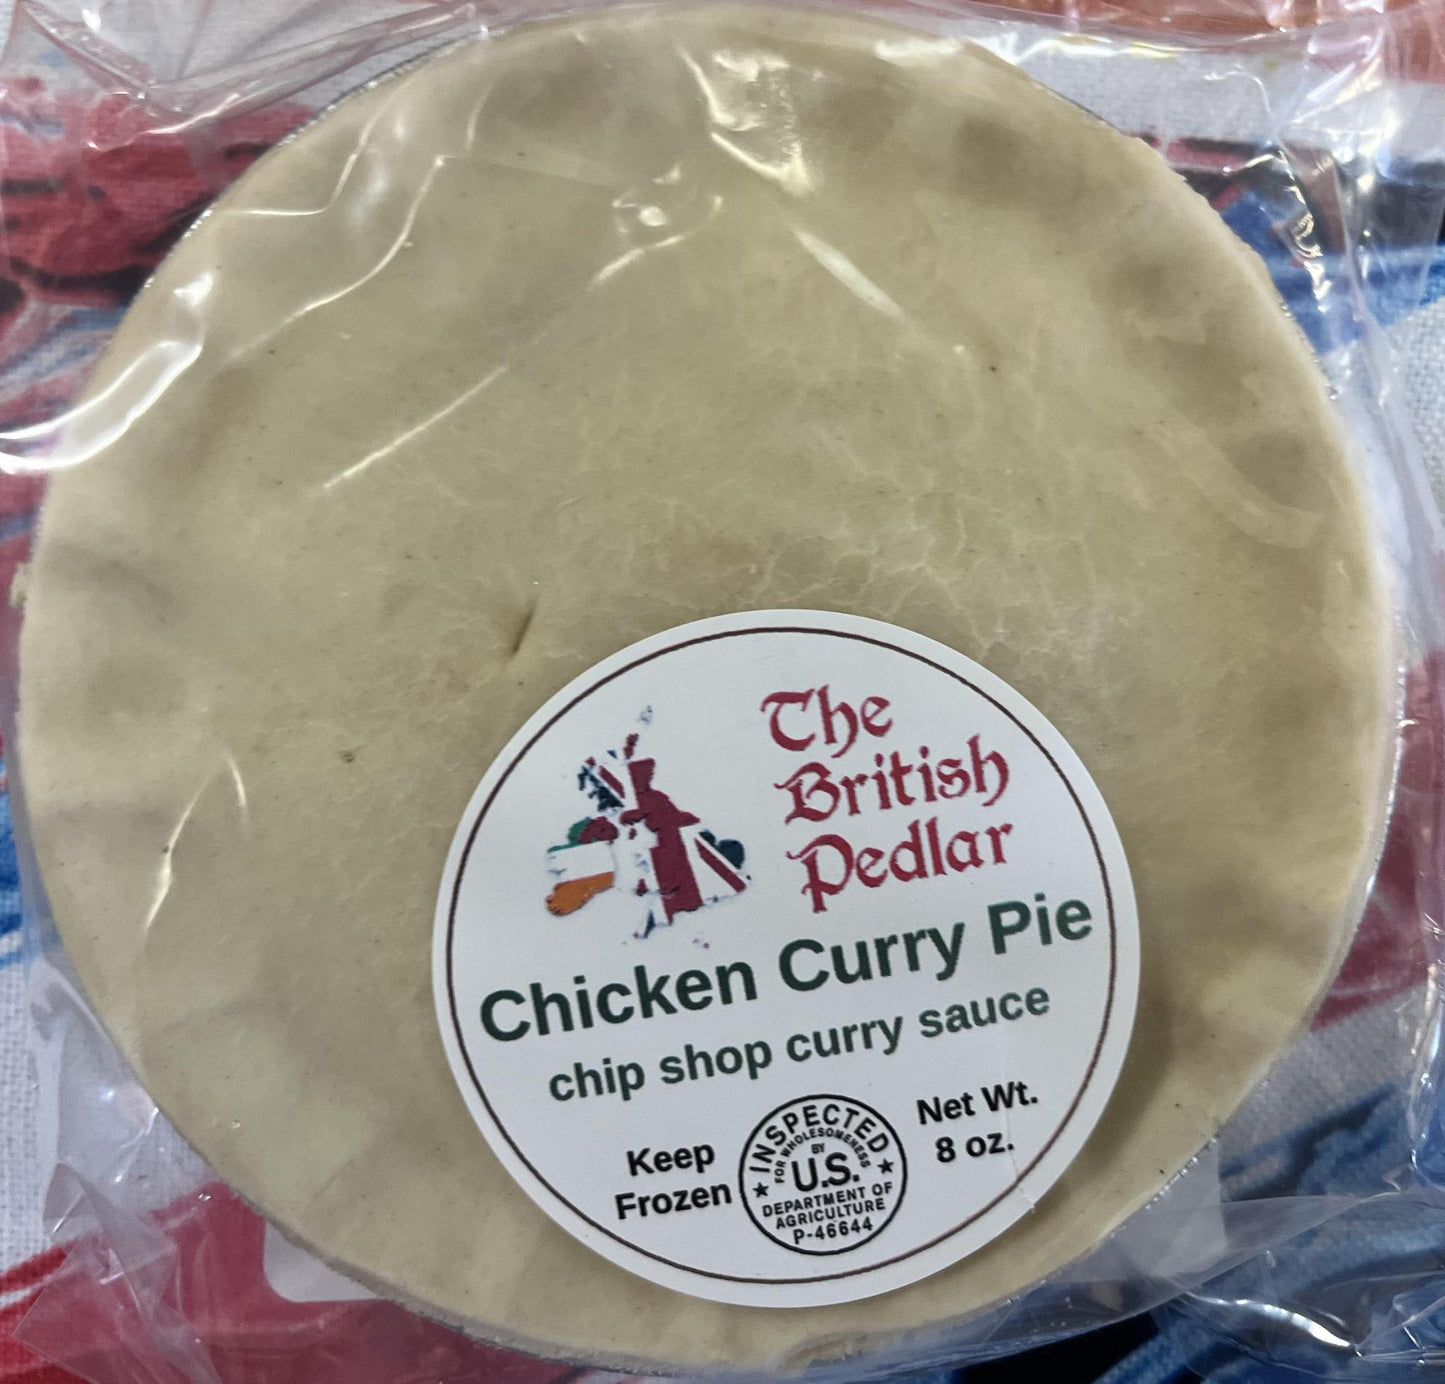 The
British
Pedlar
Chicken Curry Pie
chip shop curry sauce
Keep
Frozen
INSPECTED
FOR WHOLESOMENESS
BY
U.S.
DEPARTMENT OF
AGRICULTURE
P-46644
Net Wt.
8 oz.